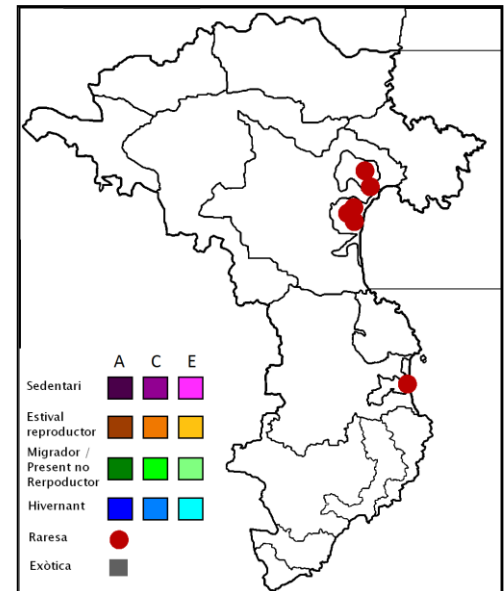 A C E
Sedentari
Estival
reproductor
Migrador /
Present no
Rerpoductor
Hivernant
Raresa
Exòtica